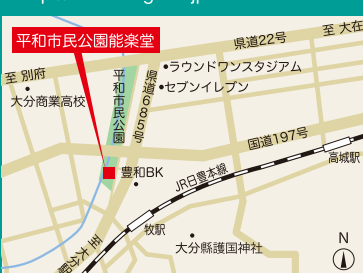 平和市民公園能楽堂
県道22号
至 大在
至 別府
ラウンドワンスタジアム
セブンイレブン
大分商業高校
平和市民公園
県道685号
国道197号
高城駅
豊和BK
JR日豊本線
牧駅
大分縣護国神社
至 大分駅
N